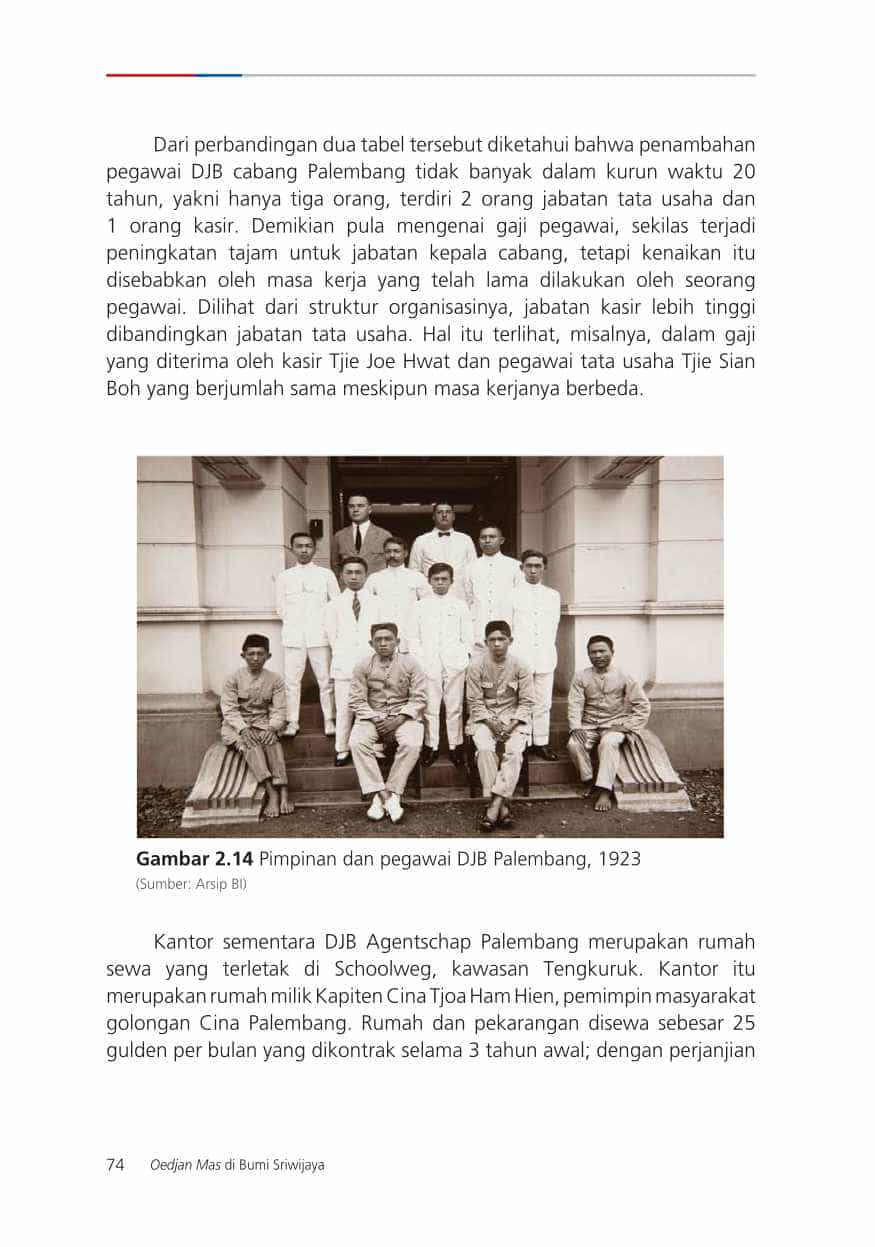 Dari perbandingan dua tabel tersebut diketahui bahwa penambahan
pegawai DJB cabang Palembang tidak banyak dalam kurun waktu 20
tahun, yakni hanya tiga orang, terdiri 2 orang jabatan tata usaha dan
1 orang kasir. Demikian pula mengenai gaji pegawai, sekilas terjadi
peningkatan tajam untuk jabatan kepala cabang, tetapi kenaikan itu
disebabkan oleh masa kerja yang telah lama dilakukan oleh seorang
pegawai. Dilihat dari struktur organisasinya, jabatan kasir lebih tinggi
dibandingkan jabatan tata usaha. Hal itu terlihat, misalnya, dalam gaji
yang diterima oleh kasir Tjie Joe Hwat dan pegawai tata usaha Tjie Sian
Boh yang berjumlah sama meskipun masa kerjanya berbeda.
Gambar 2.14 Pimpinan dan pegawai DJB Palembang, 1923
(Sumber: Arsip BI)
Kantor sementara DJB Agentschap Palembang merupakan rumah
sewa yang terletak di Schoolweg, kawasan Tengkuruk. Kantor itu
merupakan rumah milik Kapiten Cina Tjoa Ham Hien, pemimpin masyarakat
golongan Cina Palembang. Rumah dan pekarangan disewa sebesar 25
gulden per bulan yang dikontrak selama 3 tahun awal; dengan perjanjian
74 Oedjan Mas di Bumi Sriwijaya